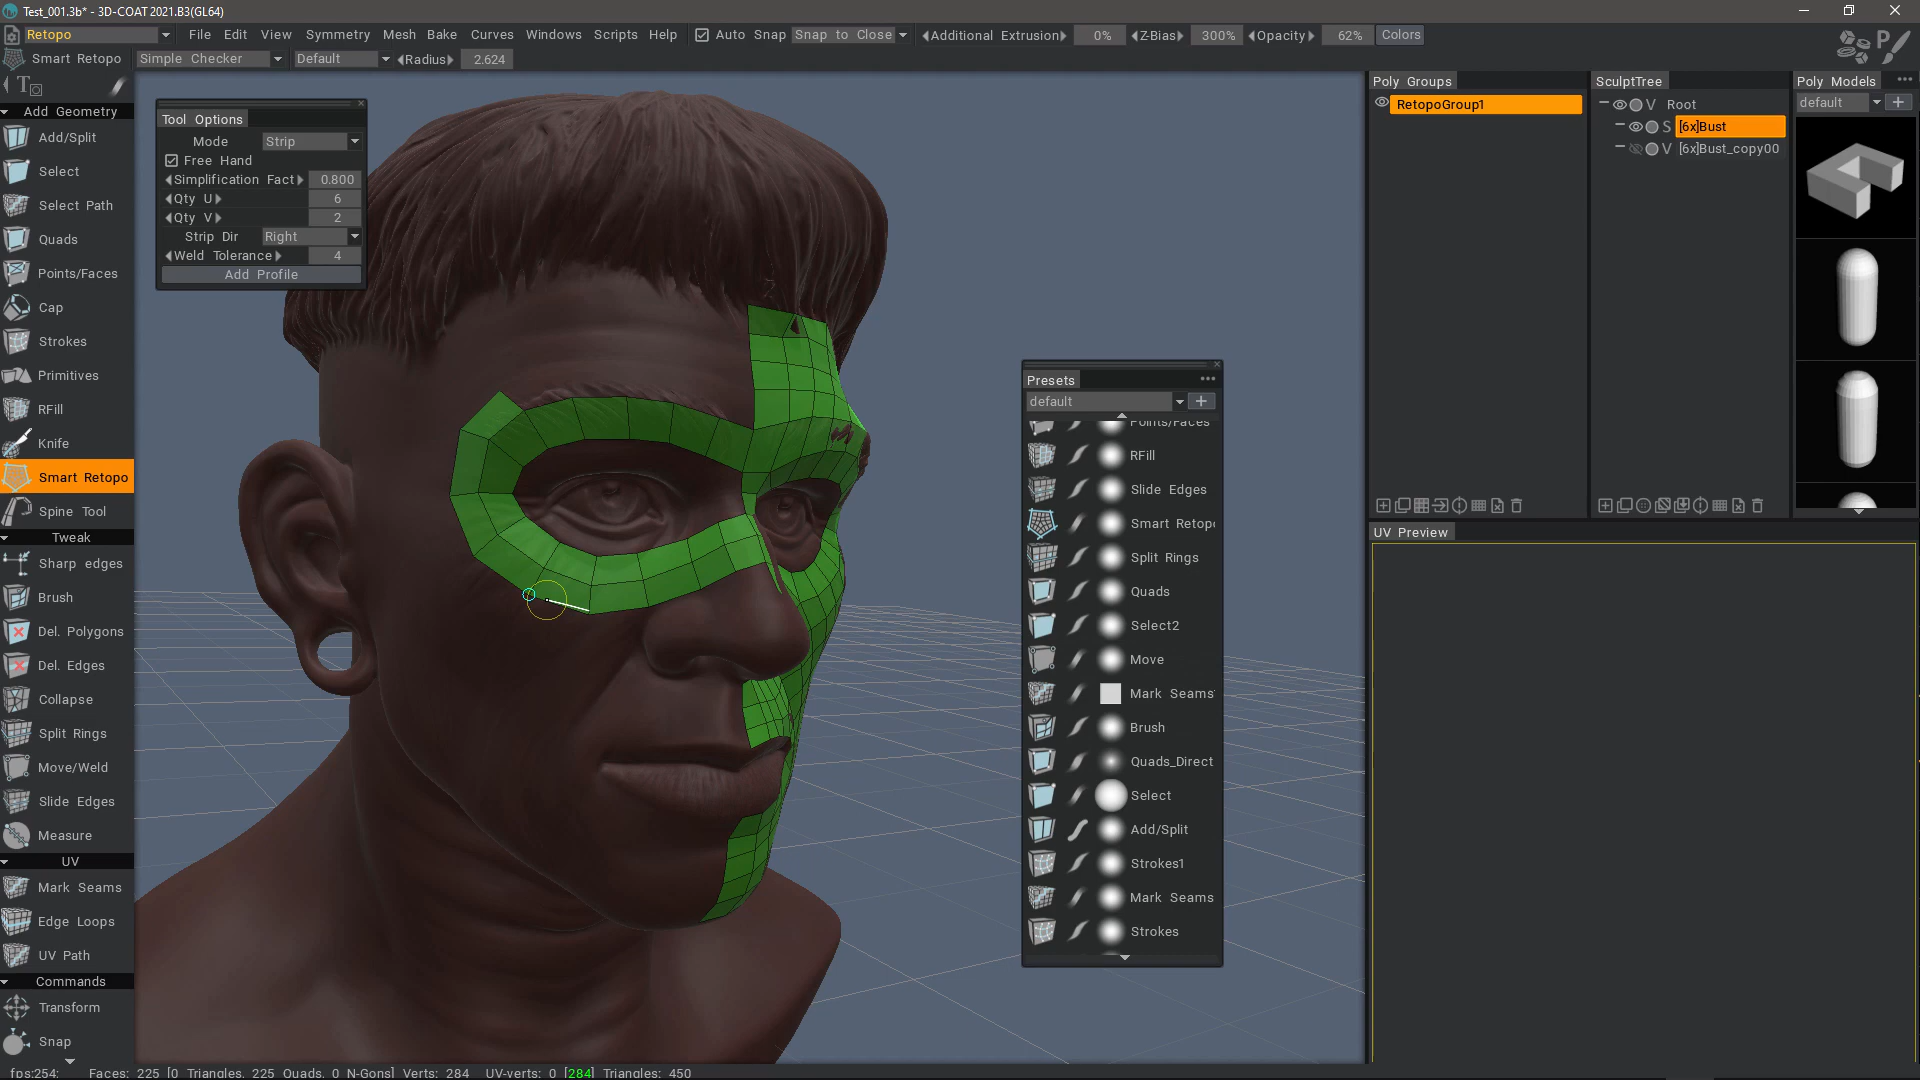 Test_001.3b* - 3D-COAT 2021.B3(GL64)
Retopo File Edit View Symmetry Mesh Bake Curves Windows Scripts Help Auto Snap Snap to Close Additional Extrusion 0% Z-Bias 300% Opacity 62% Colors
Smart Retopo Simple Checker Default Radius 2.624
Add Geometry
Add/Split
Select
Select Path
Quads
Points/Faces
Cap
Strokes
Primitives
RFill
Knife
Smart Retopo
Spine Tool
Tweak
Sharp edges
Brush
Del. Polygons
Del. Edges
Collapse
Split Rings
Move/Weld
Slide Edges
Measure
UV
Mark Seams
Edge Loops
UV Path
Commands
Transform
Snap
Tool Options
Mode Strip
Free Hand
Simplification Fact 0.800
Qty U 6
Qty V 2
Strip Dir Right
Weld Tolerance 4
Add Profile
Presets
default
Points/Faces
RFill
Slide Edges
Smart Retop
Split Rings
Quads
Select2
Move
Mark Seams
Brush
Quads_Direct
Select
Add/Split
Strokes1
Mark Seams
Strokes
Poly Groups
RetopoGroup1
SculptTree
V Root
S [6x]Bust
V [6x]Bust_copy00
Poly Models
default
UV Preview
fps:254; Faces: 225 [0 Triangles, 225 Quads, 0 N-Gons] Verts: 284 UV-verts: 0 [284] Triangles: 450